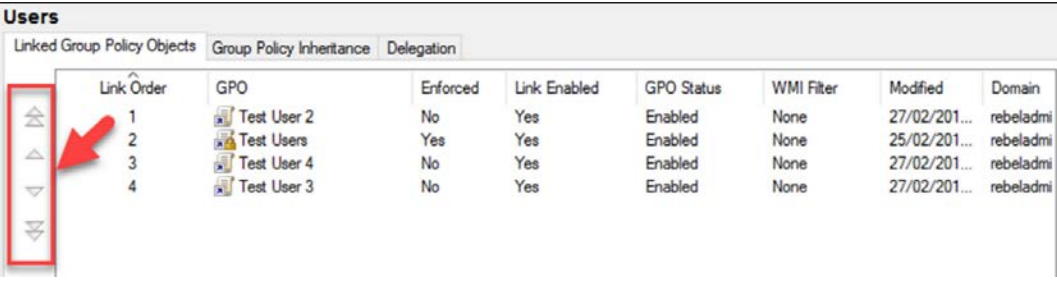 Users
Linked Group Policy Objects Group Policy Inheritance Delegation
Link Order GPO Enforced Link Enabled GPO Status WMI Filter Modified Domain
1 Test User 2 No Yes Enabled None 27/02/201... rebeladmi
2 Test Users Yes Yes Enabled None 25/02/201... rebeladmi
3 Test User 4 No Yes Enabled None 27/02/201... rebeladmi
4 Test User 3 No Yes Enabled None 27/02/201... rebeladmi